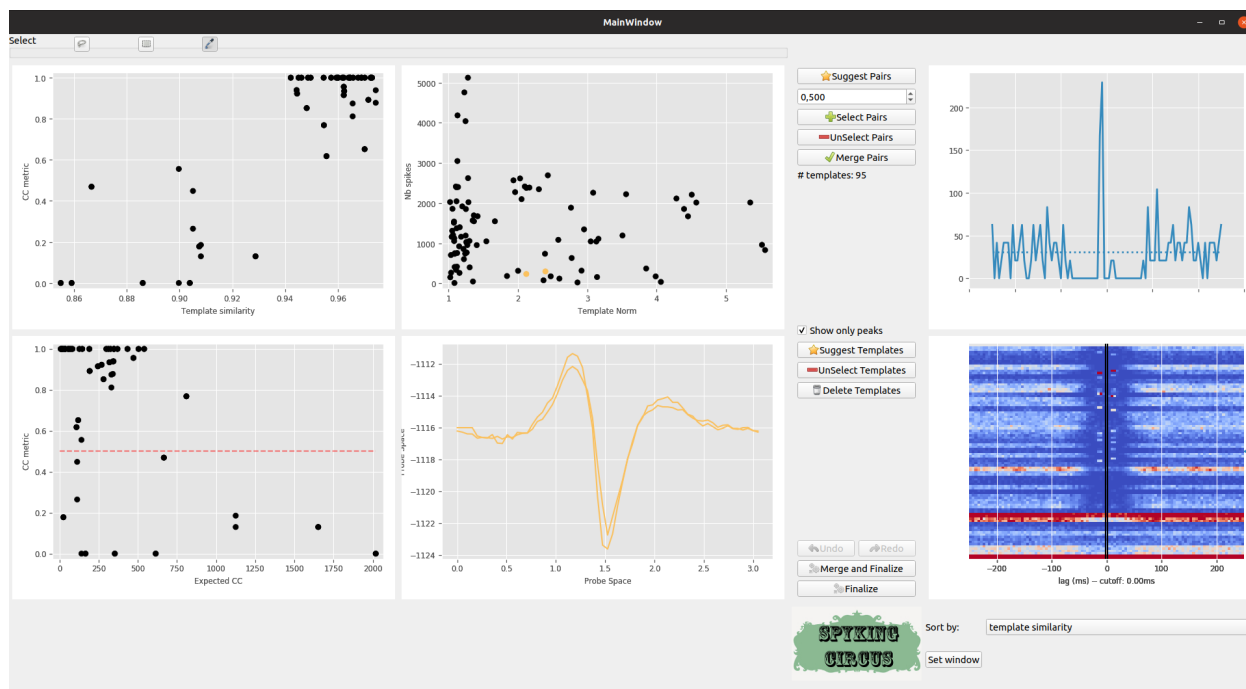 MainWindow
Select
1.0
0.8
0.6
0.4
0.2
0.0
CC metric
0.86
0.88
0.90
0.92
0.94
0.96
Template similarity
5000
4000
3000
2000
1000
0
Nb spikes
1
2
3
4
5
Template Norm
Suggest Pairs
0,500
Select Pairs
UnSelect Pairs
Merge Pairs
# templates: 95
200
150
100
50
0
1.0
0.8
0.6
0.4
0.2
0.0
CC metric
0
250
500
750
1000
1250
1500
1750
2000
Expected CC
−1112
−1114
−1116
−1118
−1120
−1122
−1124
Probe Space
0.0
0.5
1.0
1.5
2.0
2.5
3.0
Probe Space
Show only peaks
Suggest Templates
UnSelect Templates
Delete Templates
Undo
Redo
Merge and Finalize
Finalize
−200
−100
0
100
200
lag (ms) -- cutoff: 0.00ms
SPYKING
CIRCUS
Sort by:
template similarity
Set window